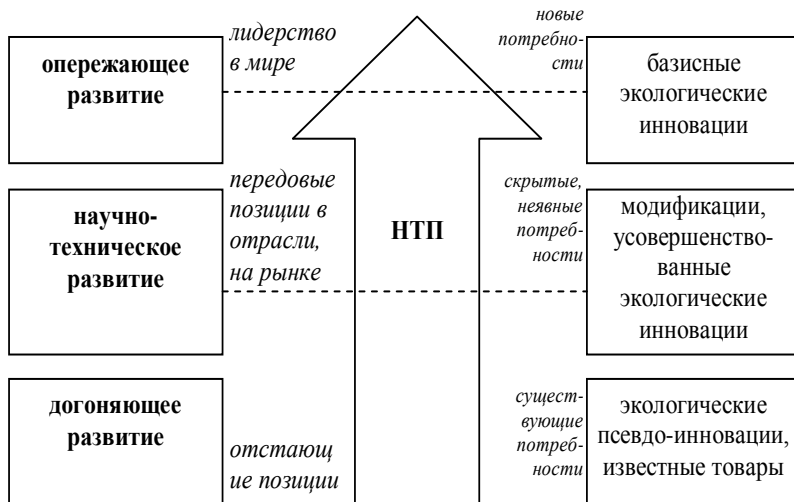 опережающее
развитие
лидерство
в мире
новые
потребно-
сти
базисные
экологические
инновации
научно-
техническое
развитие
передовые
позиции в
отрасли,
на рынке
НТП
скрытые,
неявные
потреб-
ности
модификации,
усовершенство-
ванные
экологические
инновации
догоняющее
развитие
отстающ
ие позиции
сущест-
вующие
потреб-
ности
экологические
псевдо-инновации,
известные товары